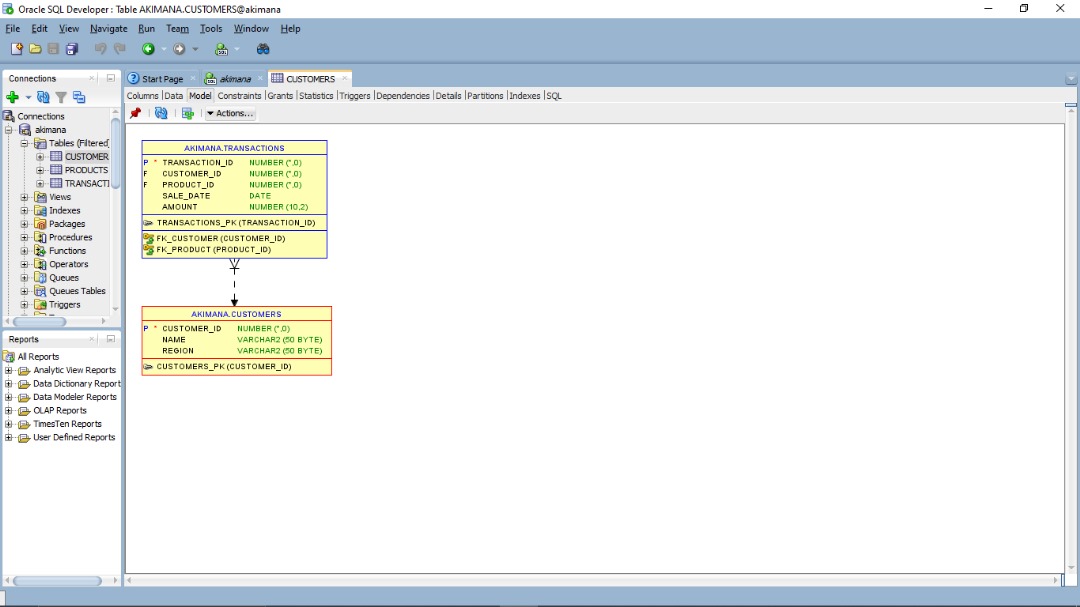 Oracle SQL Developer : Table AKIMANA.CUSTOMERS@akimana
File Edit View Navigate Run Team Tools Window Help
Connections
Start Page
akimana
CUSTOMERS
Columns Data Model Constraints Grants Statistics Triggers Dependencies Details Partitions Indexes SQL
Actions...
Connections
akimana
Tables (Filtered)
CUSTOMER
PRODUCTS
TRANSACTI
Views
Indexes
Packages
Procedures
Functions
Operators
Queues
Queues Tables
Triggers
Reports
All Reports
Analytic View Reports
Data Dictionary Report
Data Modeler Reports
OLAP Reports
TimesTen Reports
User Defined Reports
AKIMANA.TRANSACTIONS
P * TRANSACTION_ID NUMBER (*,0)
F CUSTOMER_ID NUMBER (*,0)
F PRODUCT_ID NUMBER (*,0)
SALE_DATE DATE
AMOUNT NUMBER (10,2)
TRANSACTIONS_PK (TRANSACTION_ID)
FK_CUSTOMER (CUSTOMER_ID)
FK_PRODUCT (PRODUCT_ID)
AKIMANA.CUSTOMERS
P * CUSTOMER_ID NUMBER (*,0)
NAME VARCHAR2 (50 BYTE)
REGION VARCHAR2 (50 BYTE)
CUSTOMERS_PK (CUSTOMER_ID)